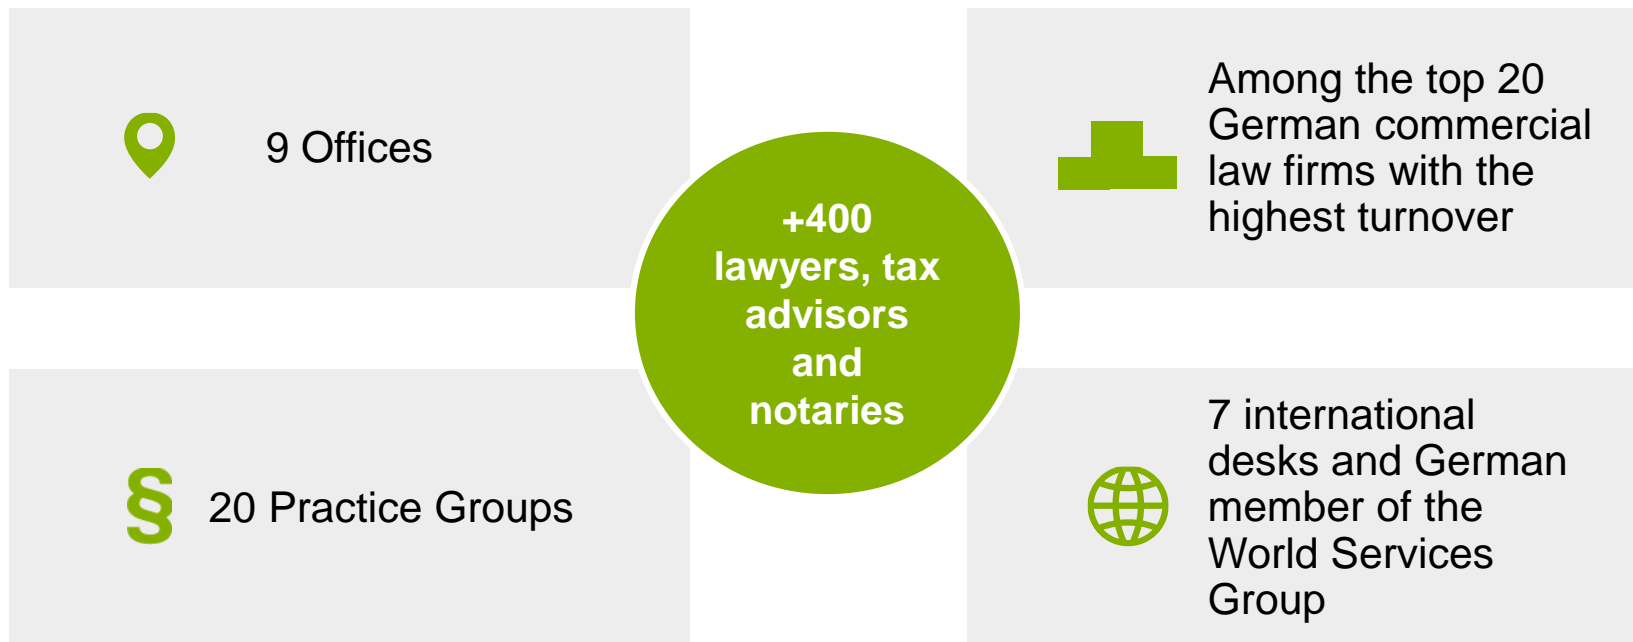 9 Offices
Among the top 20
German commercial
law firms with the
highest turnover
+400
lawyers, tax
advisors
and
notaries
§ 20 Practice Groups
7 international
desks and German
member of the
World Services
Group